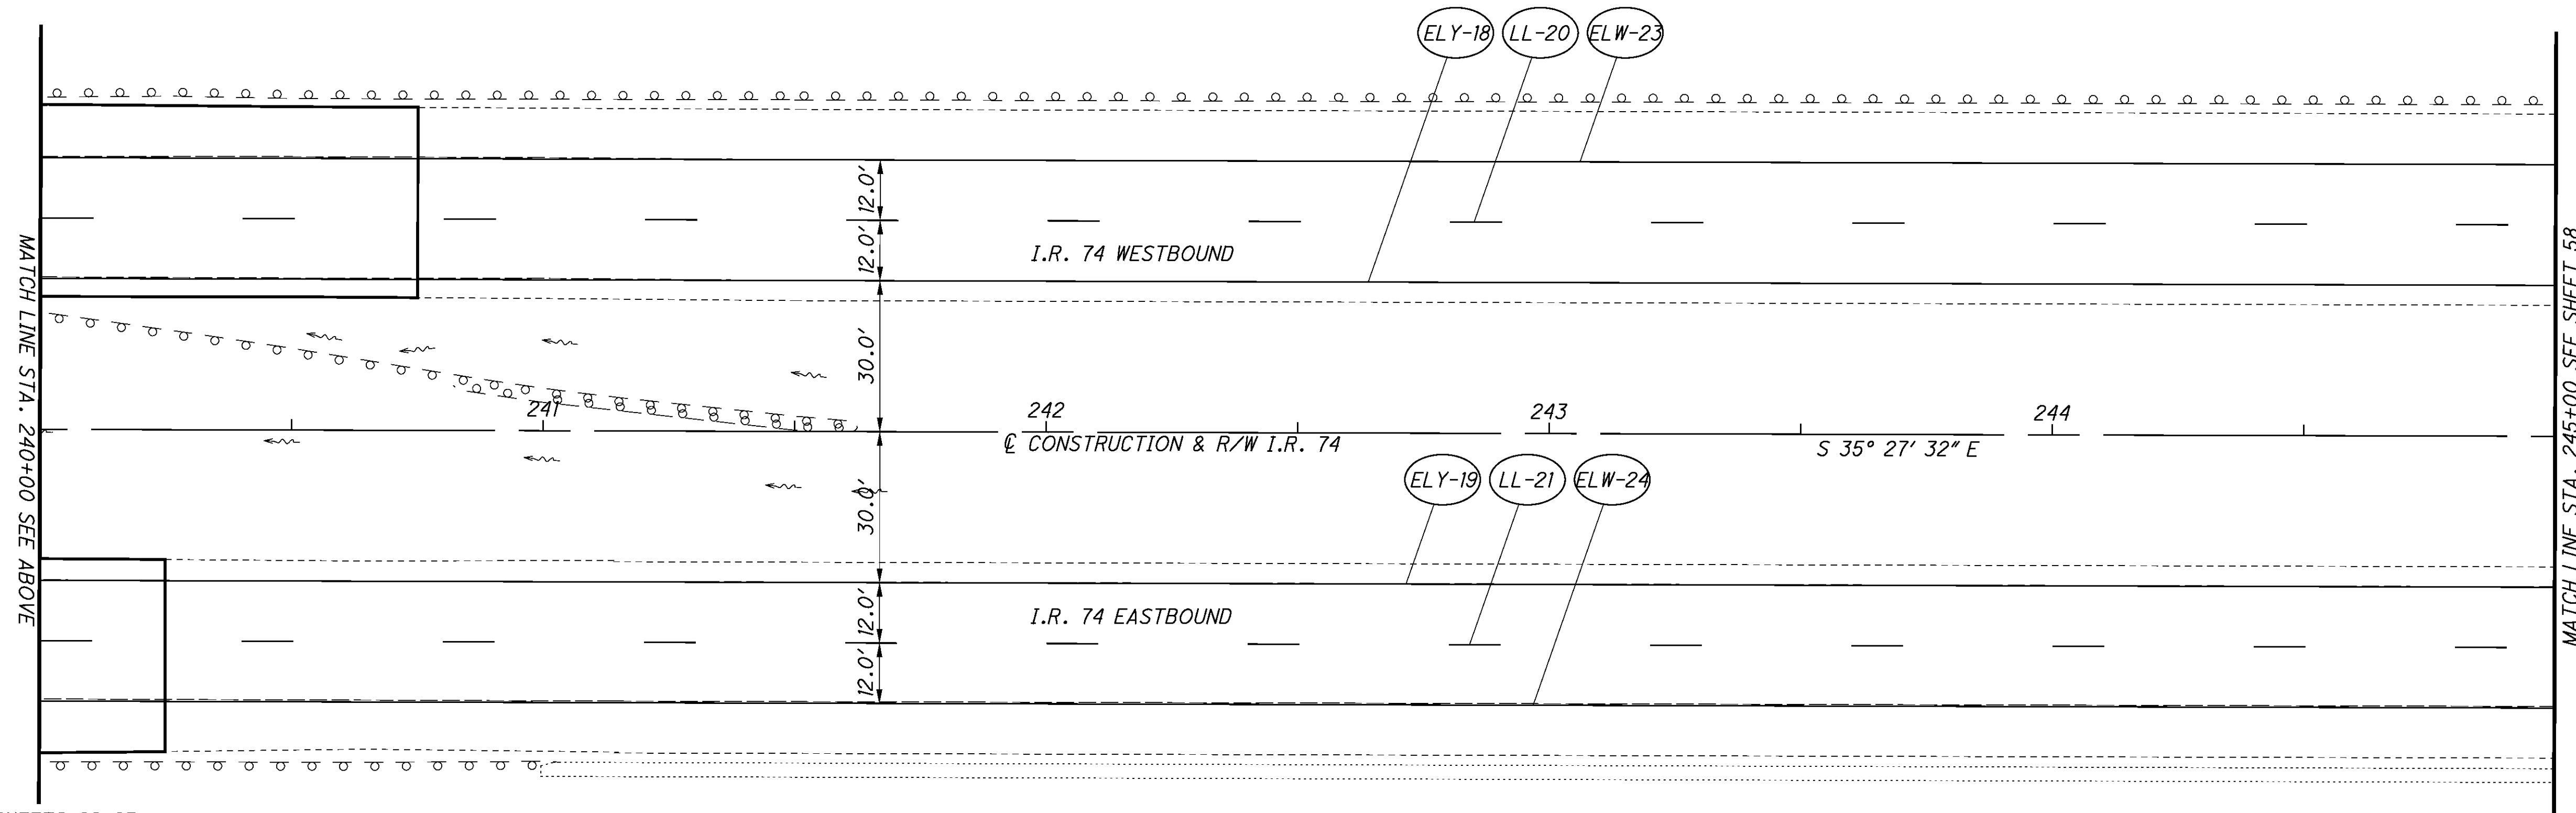 ELY-18 LL-20 ELW-23
12.0'
12.0'
I.R. 74 WESTBOUND
30.0'
241 242 243 244
℄ CONSTRUCTION & R/W I.R. 74
S 35° 27' 32" E
ELY-19 LL-21 ELW-24
30.0'
12.0'
I.R. 74 EASTBOUND
12.0'
MATCH LINE STA. 240+00 SEE ABOVE
MATCH LINE STA. 245+00 SEE SHEET 58